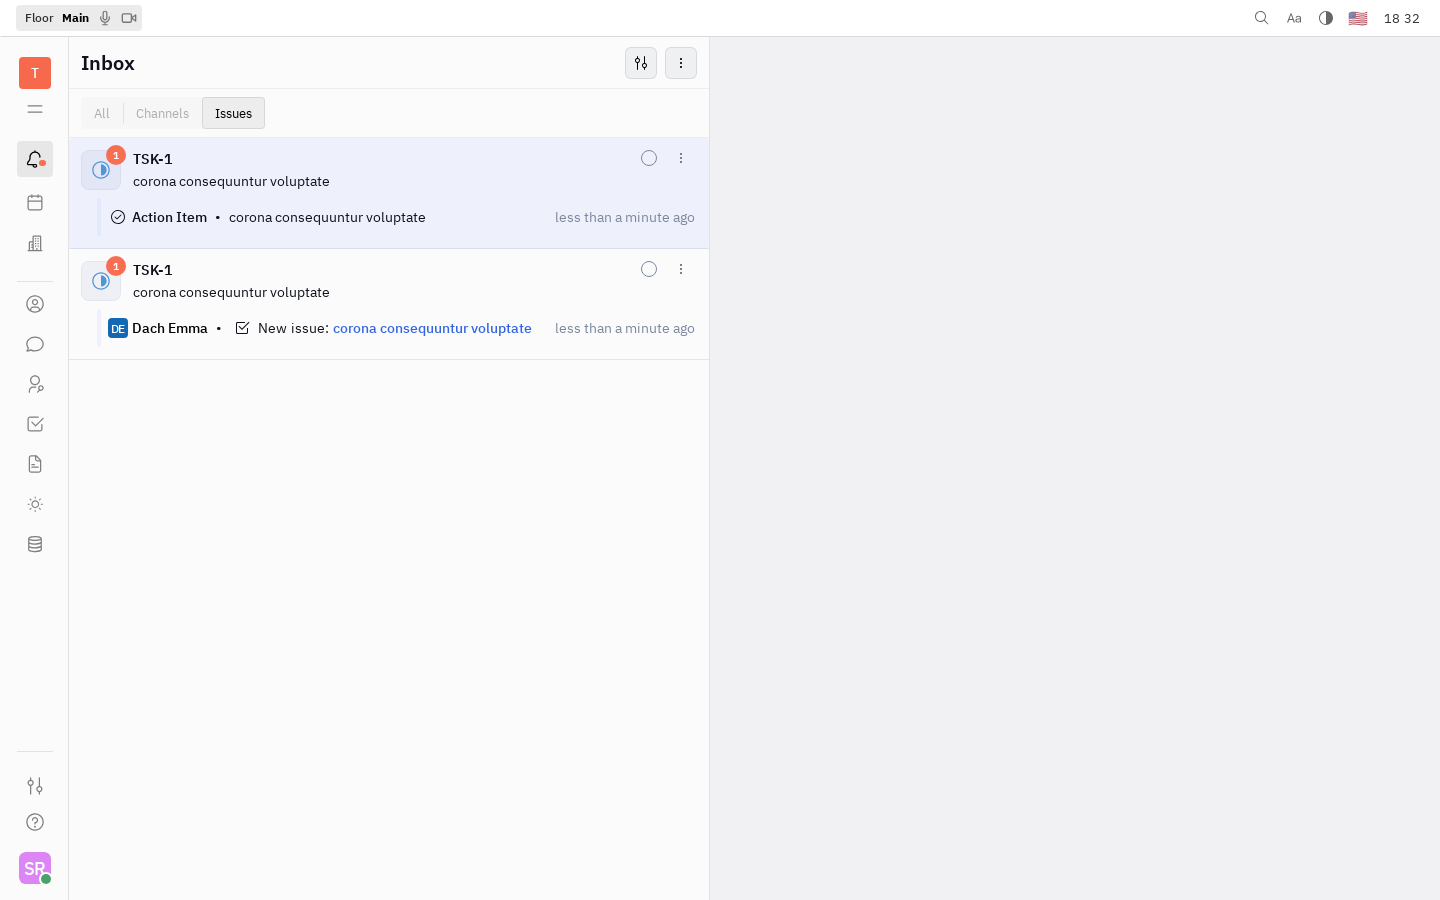 Floor Main
Aa
18 32
T
Inbox
All Channels Issues
1
TSK-1
corona consequuntur voluptate
Action Item • corona consequuntur voluptate less than a minute ago
1
TSK-1
corona consequuntur voluptate
DE Dach Emma • New issue: corona consequuntur voluptate less than a minute ago
SR